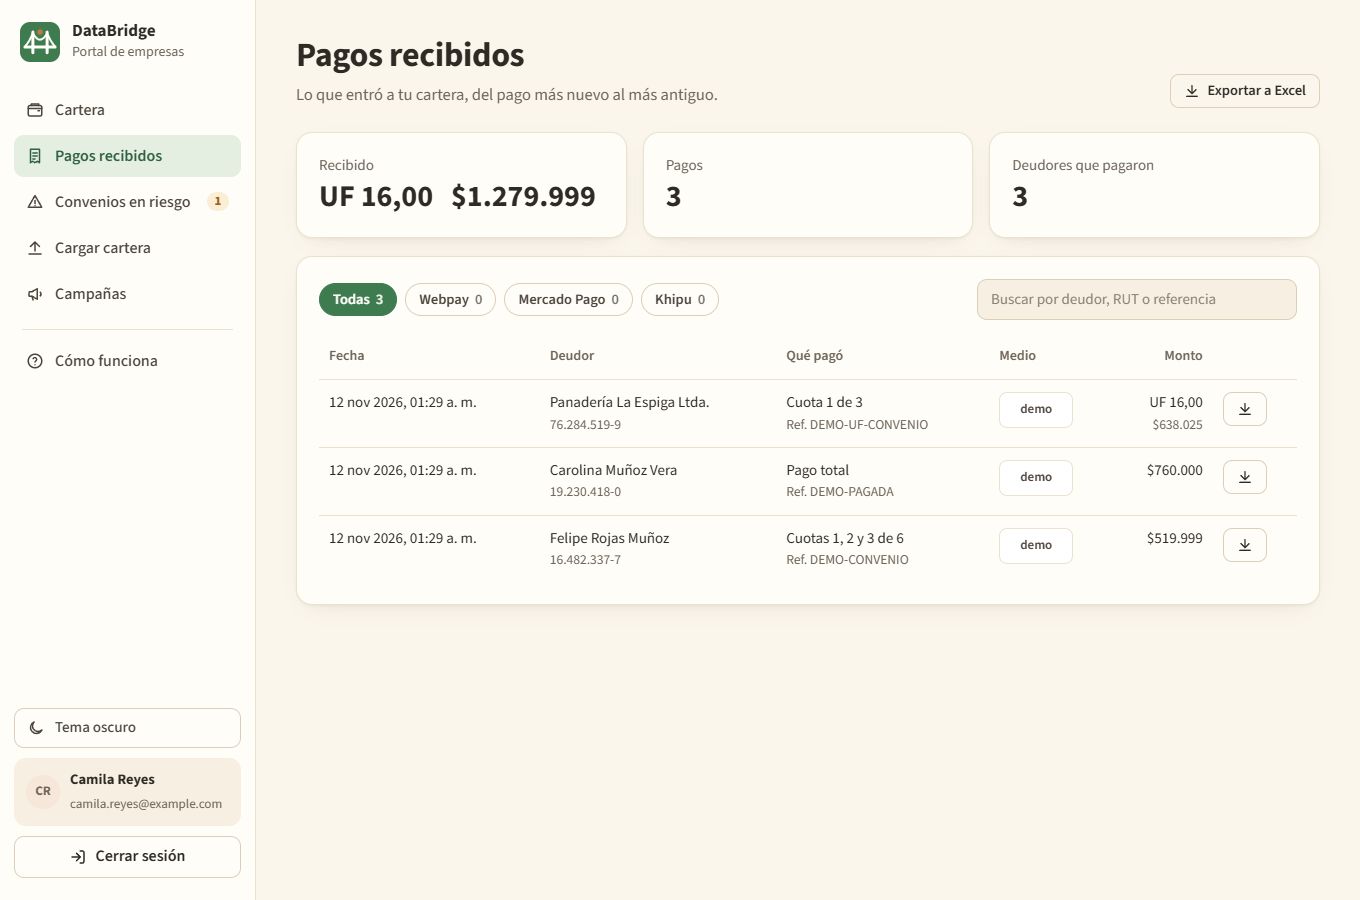 DataBridge
Portal de empresas
Cartera
Pagos recibidos
Convenios en riesgo 1
Cargar cartera
Campañas
Cómo funciona
Tema oscuro
CR
Camila Reyes
camila.reyes@example.com
Cerrar sesión
Pagos recibidos
Lo que entró a tu cartera, del pago más nuevo al más antiguo.
Exportar a Excel
Recibido
UF 16,00 $1.279.999
Pagos
3
Deudores que pagaron
3
Todas 3 Webpay 0 Mercado Pago 0 Khipu 0
Buscar por deudor, RUT o referencia
Fecha Deudor Qué pagó Medio Monto
12 nov 2026, 01:29 a. m. Panadería La Espiga Ltda. Cuota 1 de 3 demo UF 16,00
76.284.519-9 Ref. DEMO-UF-CONVENIO $638.025
12 nov 2026, 01:29 a. m. Carolina Muñoz Vera Pago total demo $760.000
19.230.418-0 Ref. DEMO-PAGADA
12 nov 2026, 01:29 a. m. Felipe Rojas Muñoz Cuotas 1, 2 y 3 de 6 demo $519.999
16.482.337-7 Ref. DEMO-CONVENIO